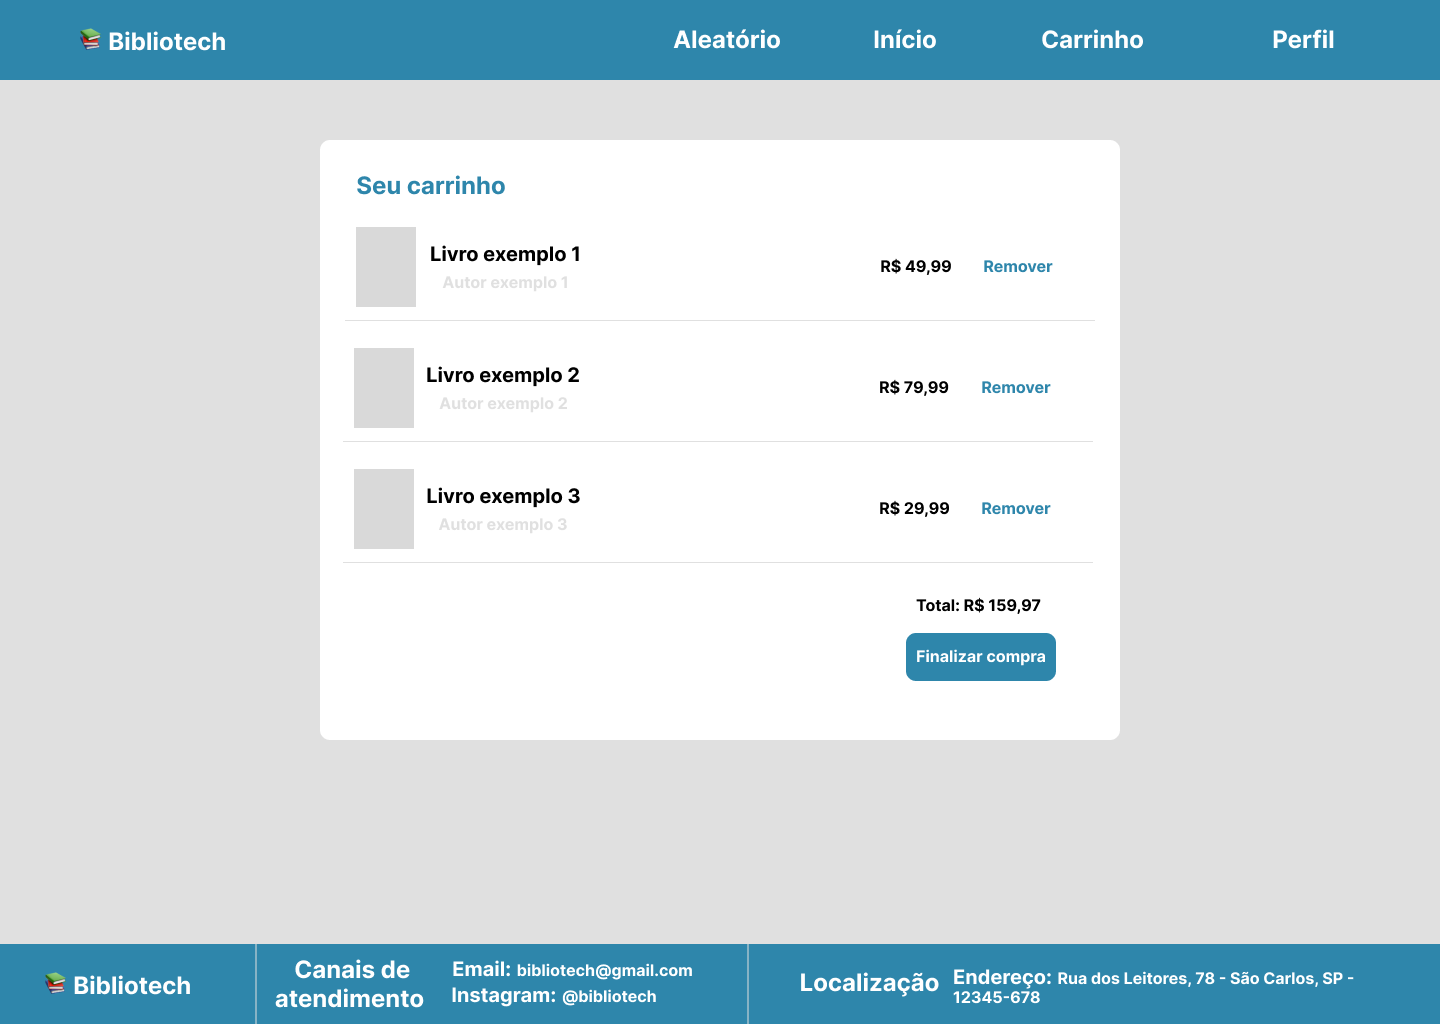 Bibliotech
Aleatório
Início
Carrinho
Perfil
Seu carrinho
Livro exemplo 1
Autor exemplo 1
R$ 49,99
Remover
Livro exemplo 2
Autor exemplo 2
R$ 79,99
Remover
Livro exemplo 3
Autor exemplo 3
R$ 29,99
Remover
Total: R$ 159,97
Finalizar compra
Bibliotech
Canais de
atendimento
Email: bibliotech@gmail.com
Instagram: @bibliotech
Localização
Endereço: Rua dos Leitores, 78 - São Carlos, SP -
12345-678